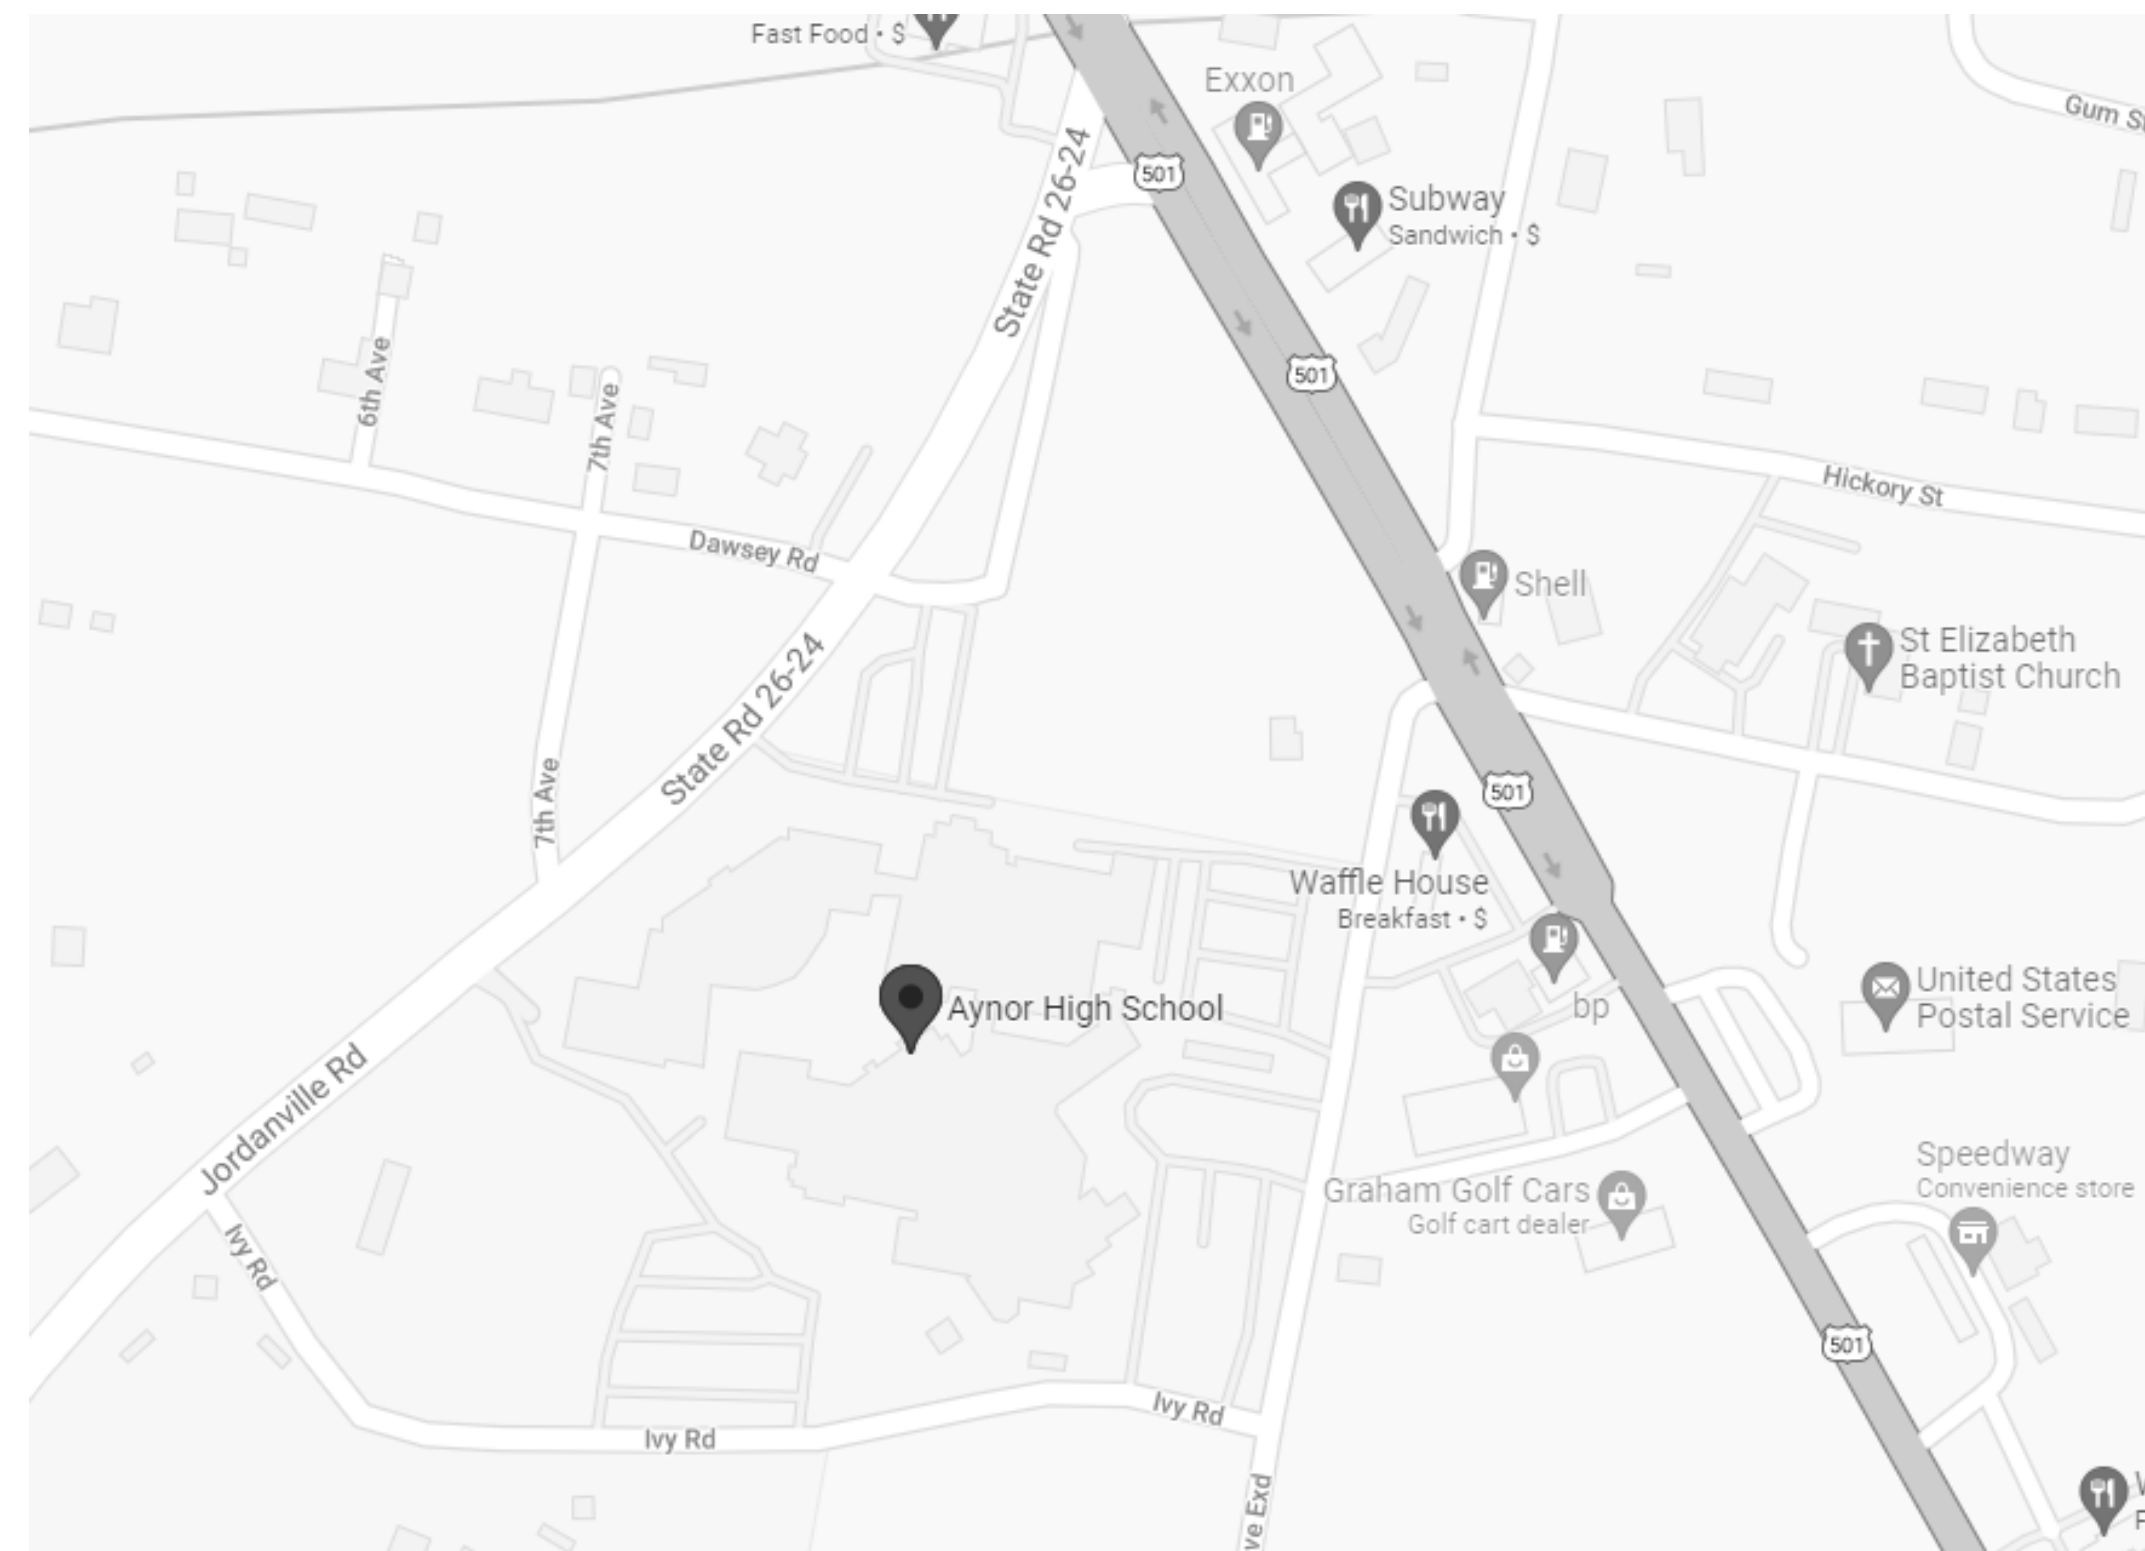 Fast Food • $
Exxon
Gum
State Rd 26-24
501
Subway
Sandwich • $
501
6th Ave
7th Ave
Hickory St
Dawsey Rd
Shell
St Elizabeth
Baptist Church
State Rd 26-24
7th Ave
501
Waffle House
Breakfast • $
bp
United States
Postal Service
Aynor High School
Jordanville Rd
Speedway
Convenience store
Graham Golf Cars
Golf cart dealer
Ivy Rd
501
Ivy Rd
Ivy Rd
ve Exd